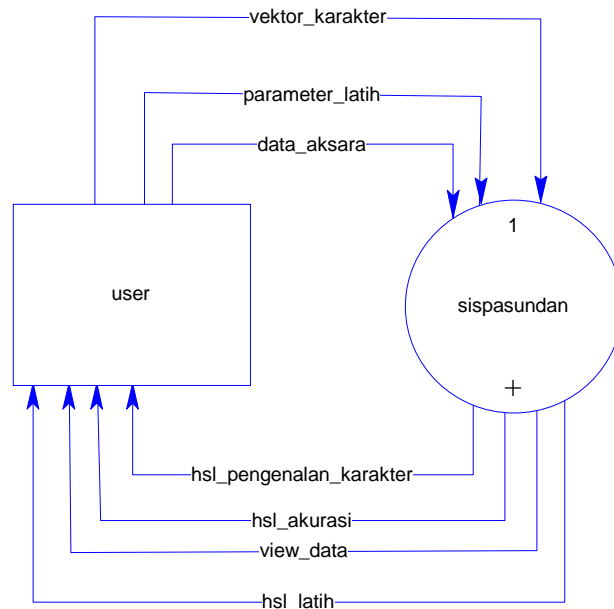 vektor_karakter
parameter_latih
data_aksara
1
user
sispasundan
+
hsl_pengenalan_karakter
hsl_akurasi
view_data
hsl_latih